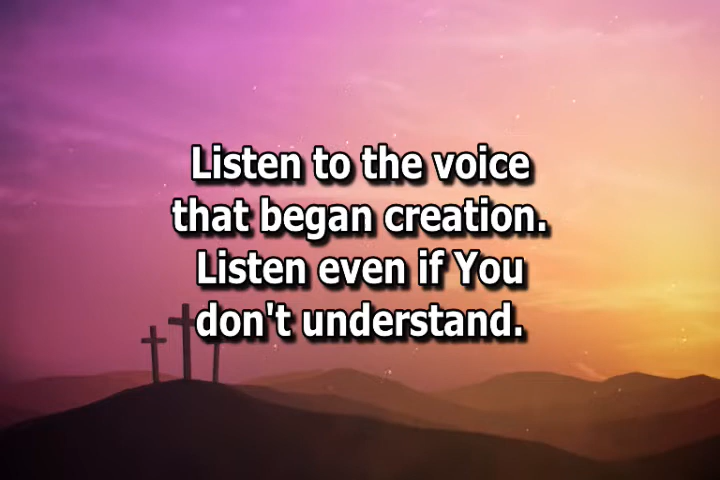 Listen to the voice
that began creation.
Listen even if You
don't understand.